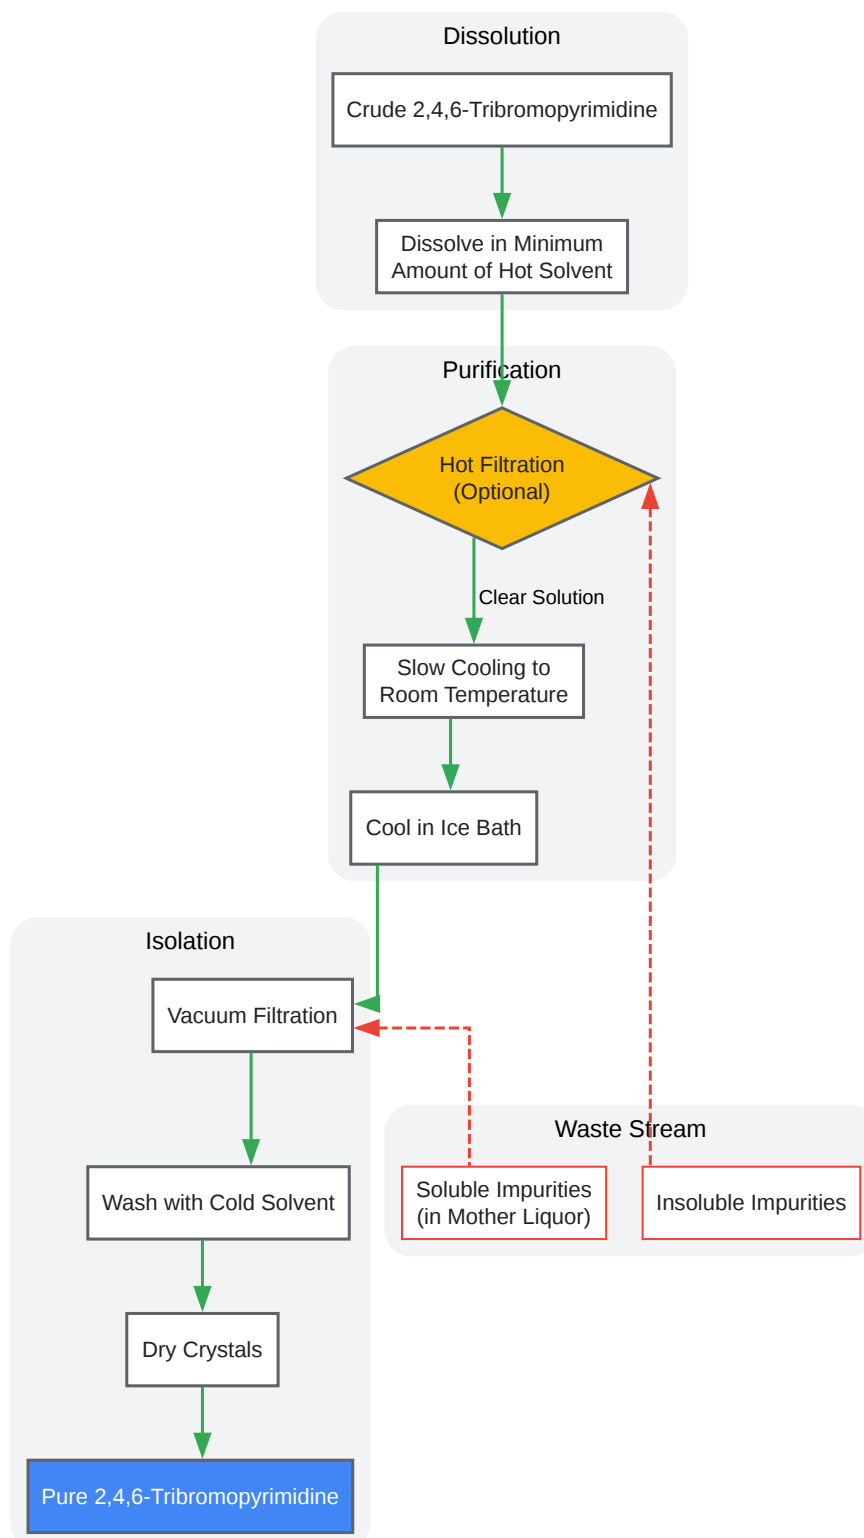 Dissolution
Crude 2,4,6-Tribromopyrimidine
Dissolve in Minimum
Amount of Hot Solvent
Purification
Hot Filtration
(Optional)
Clear Solution
Slow Cooling to
Room Temperature
Cool in Ice Bath
Isolation
Vacuum Filtration
Waste Stream
Wash with Cold Solvent
Soluble Impurities
(in Mother Liquor)
Insoluble Impurities
Dry Crystals
Pure 2,4,6-Tribromopyrimidine